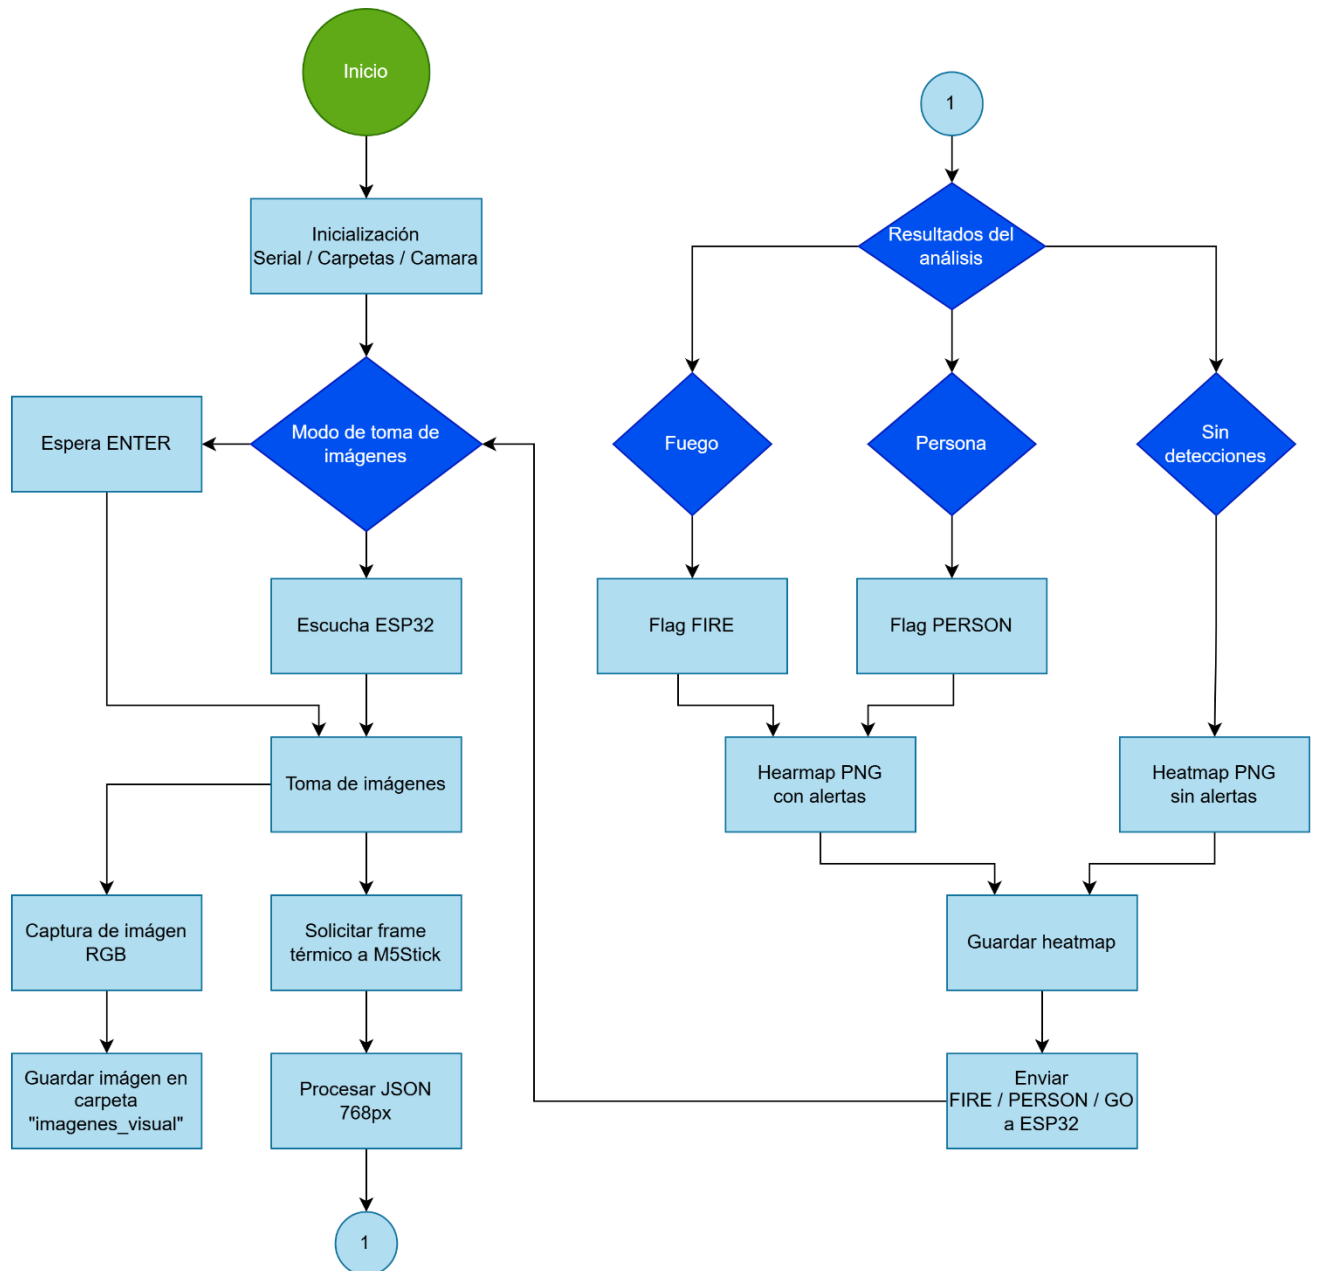 Inicio
Inicialización
Serial / Carpetas / Camara
Modo de toma de
imágenes
Espera ENTER
Escucha ESP32
Toma de imágenes
Captura de imágen
RGB
Solicitar frame
térmico a M5Stick
Guardar imágen en
carpeta
"imagenes_visual"
Procesar JSON
768px
1
1
Resultados del
análisis
Fuego
Persona
Sin
detecciones
Flag FIRE
Flag PERSON
Hearmap PNG
con alertas
Heatmap PNG
sin alertas
Guardar heatmap
Enviar
FIRE / PERSON / GO
a ESP32